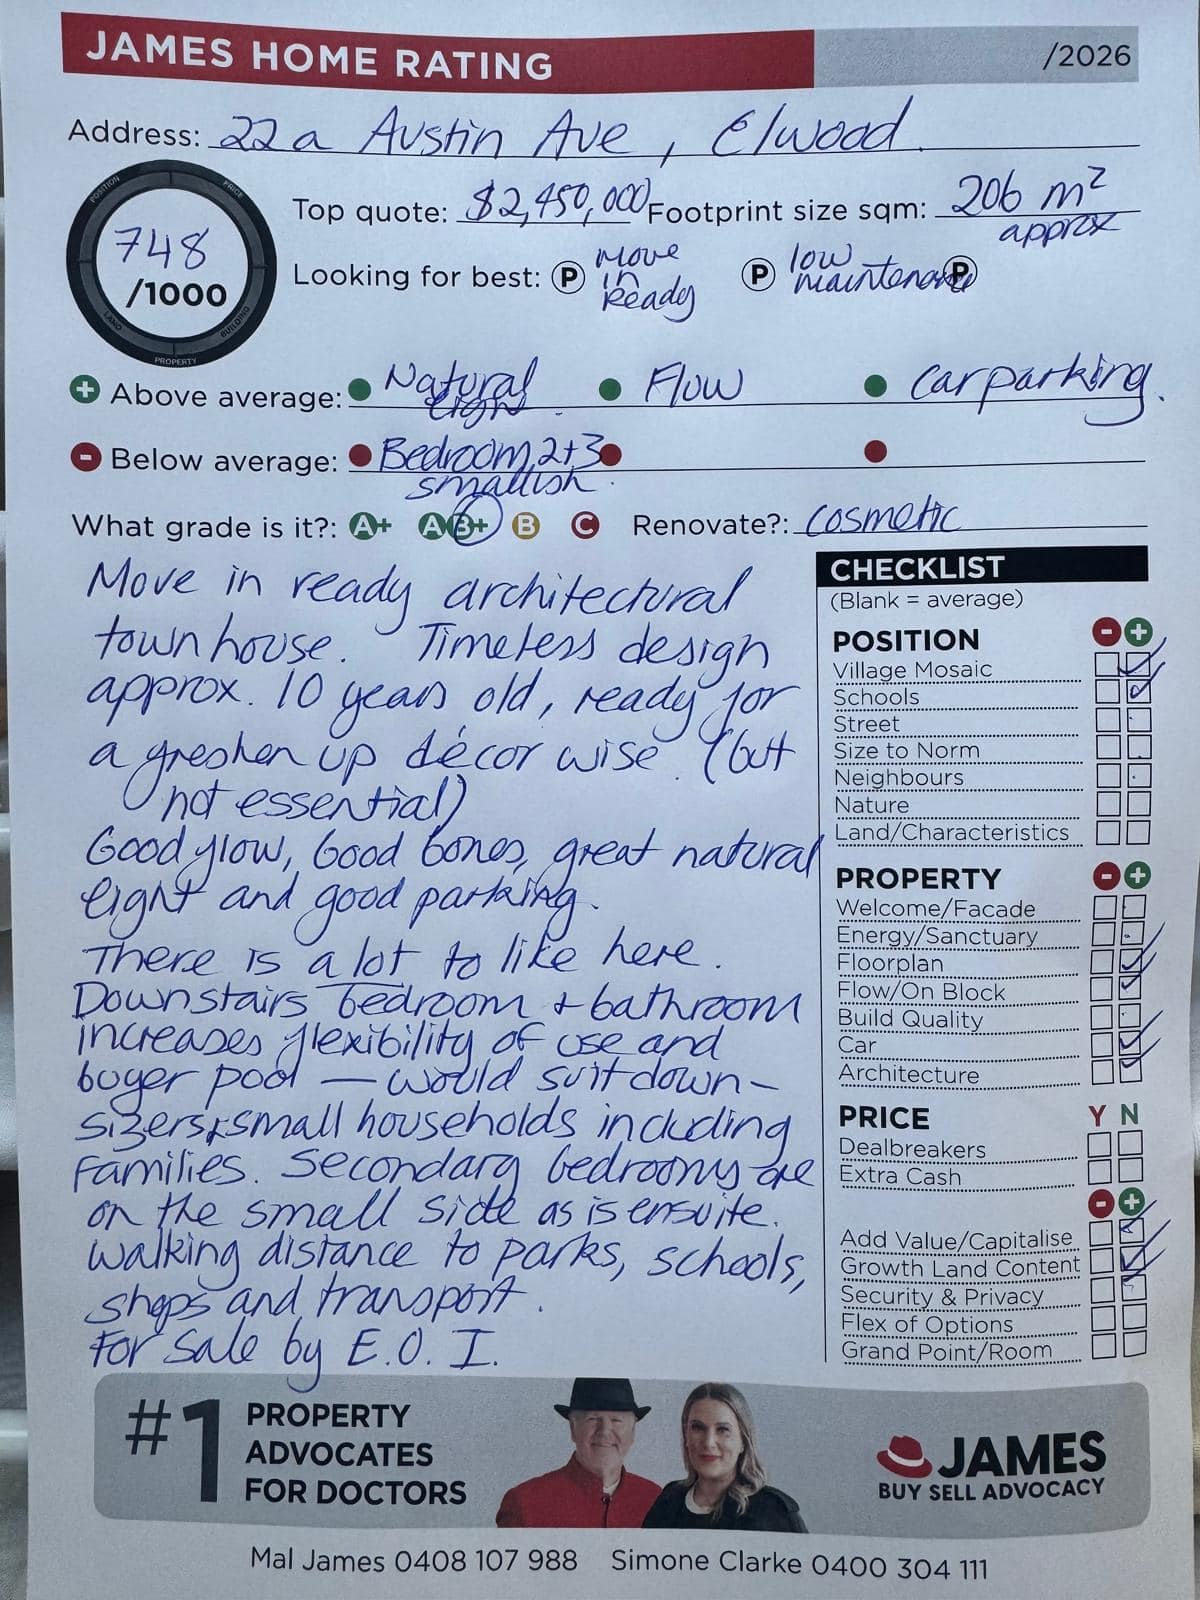 JAMES HOME RATING /2026
Address: 22a Austin Ave, Elwood.
POSITION PRICE
748
/1000
LAND BUILDING
PROPERTY
Top quote: $2,450,000 Footprint size sqm: 206 m²
approx
Looking for best: P Move in Ready P low maintenance P
+ Above average: Natural light. Flow Carparking.
- Below average: Bedroom 2+3 smallish.
What grade is it?: A+ A B+ B C Renovate?: Cosmetic
Move in ready architectural
townhouse. Timeless design
approx. 10 years old, ready for
a freshen up décor wise. (but
not essential)
Good flow, Good bones, great natural
light and good parking.
There is a lot to like here.
Downstairs bedroom + bathroom
increases flexibility of use and
buyer pool — would suit down-
sizers, small households including
Families. Secondary bedrooms are
on the small side as is ensuite.
Walking distance to parks, schools,
shops and transport.
For Sale by E.O.I.
CHECKLIST
(Blank = average)
POSITION - +
Village Mosaic
Schools
Street
Size to Norm
Neighbours
Nature
Land/Characteristics
PROPERTY - +
Welcome/Facade
Energy/Sanctuary
Floorplan
Flow/On Block
Build Quality
Car
Architecture
PRICE Y N
Dealbreakers
Extra Cash
- +
Add Value/Capitalise
Growth Land Content
Security & Privacy
Flex of Options
Grand Point/Room
#1 PROPERTY
ADVOCATES
FOR DOCTORS
JAMES
BUY SELL ADVOCACY
Mal James 0408 107 988 Simone Clarke 0400 304 111